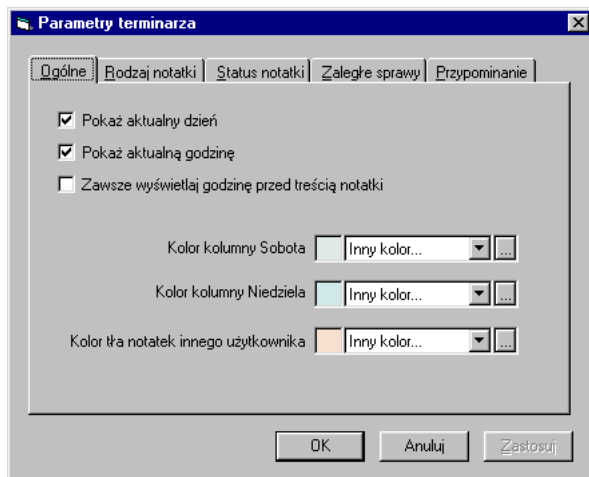 Parametry terminarza
Ogólne Rodzaj notatki Status notatki Zaległe sprawy Przypominanie
Pokaż aktualny dzień
Pokaż aktualną godzinę
Zawsze wyświetlaj godzinę przed treścią notatki
Kolor kolumny Sobota Inny kolor... ...
Kolor kolumny Niedziela Inny kolor... ...
Kolor tła notatek innego użytkownika Inny kolor... ...
OK Anuluj Zastosuj